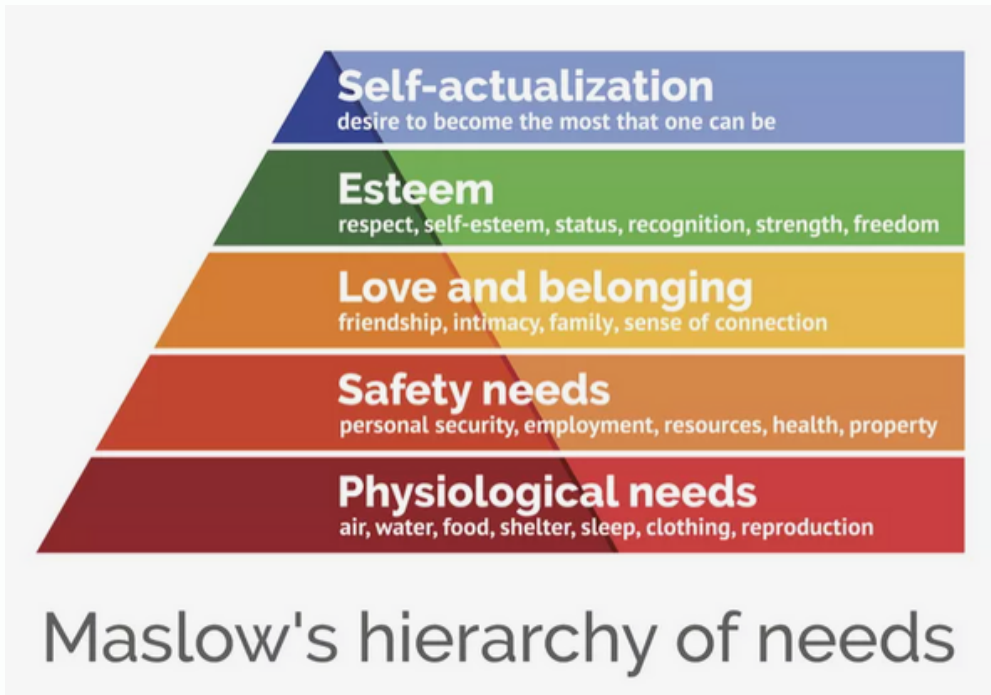 Self-actualization
desire to become the most that one can be
Esteem
respect, self-esteem, status, recognition, strength, freedom
Love and belonging
friendship, intimacy, family, sense of connection
Safety needs
personal security, employment, resources, health, property
Physiological needs
air, water, food, shelter, sleep, clothing, reproduction
Maslow's hierarchy of needs